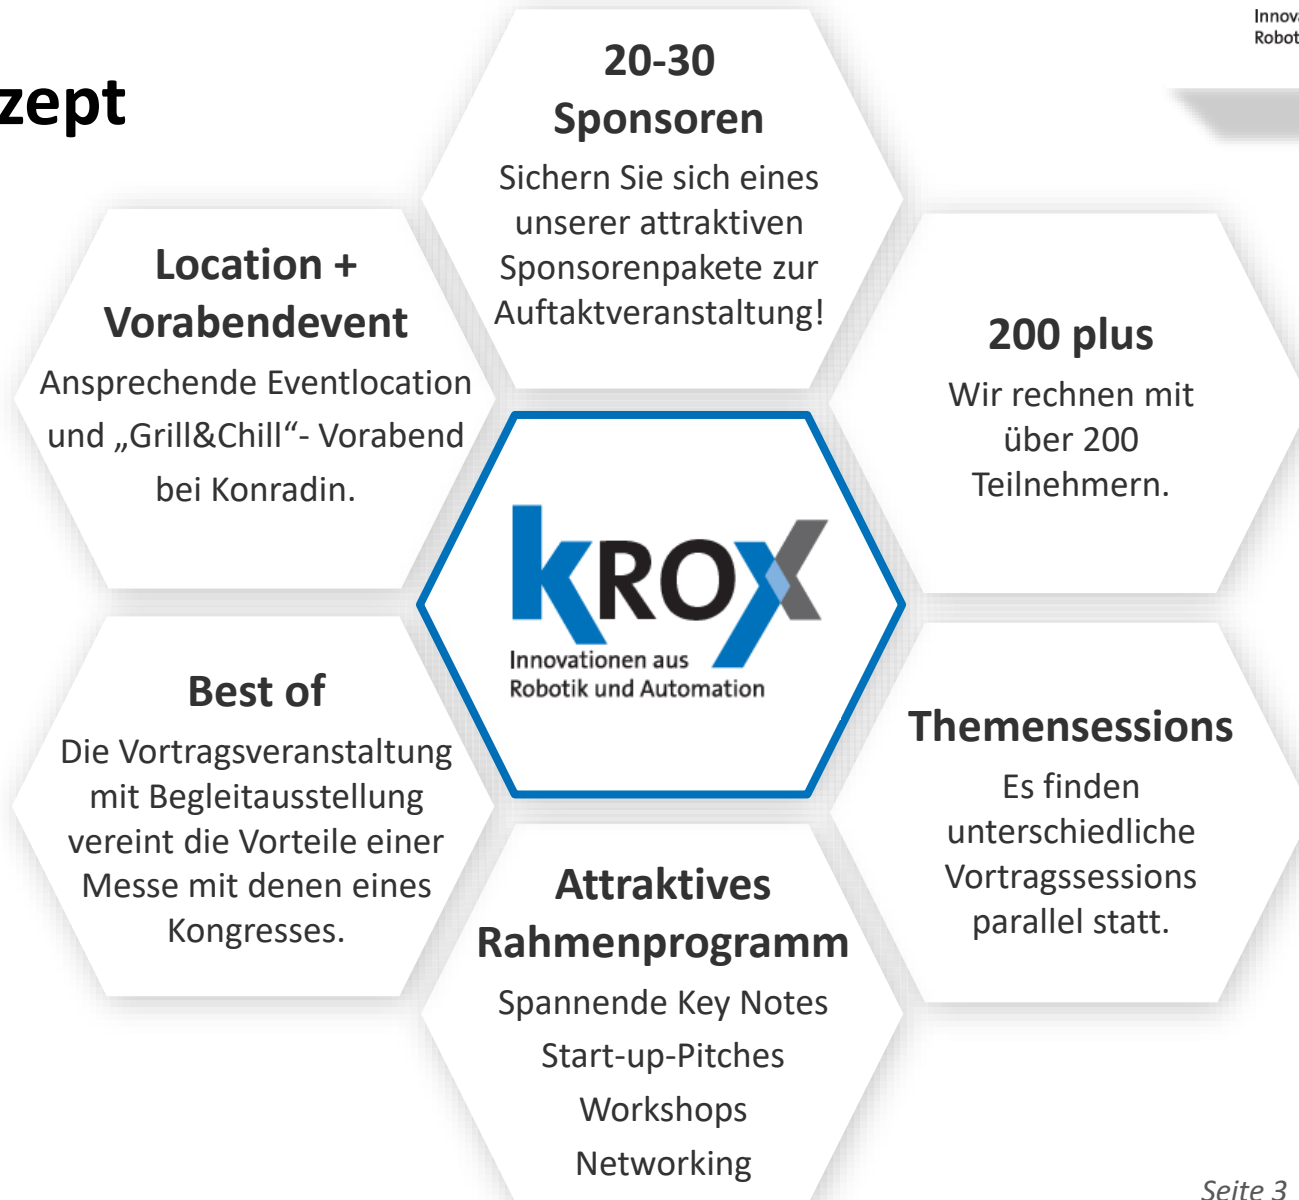 zept
Innov
Robot
20-30
Sponsoren
Sichern Sie sich eines
unserer attraktiven
Sponsorenpakete zur
Auftaktveranstaltung!
Location +
Vorabendevent
Ansprechende Eventlocation
und „Grill&Chill“- Vorabend
bei Konradin.
200 plus
Wir rechnen mit
über 200
Teilnehmern.
kROX
Innovationen aus
Robotik und Automation
Best of
Die Vortragsveranstaltung
mit Begleitausstellung
vereint die Vorteile einer
Messe mit denen eines
Kongresses.
Themensessions
Es finden
unterschiedliche
Vortragssessions
parallel statt.
Attraktives
Rahmenprogramm
Spannende Key Notes
Start-up-Pitches
Workshops
Networking
Seite 3